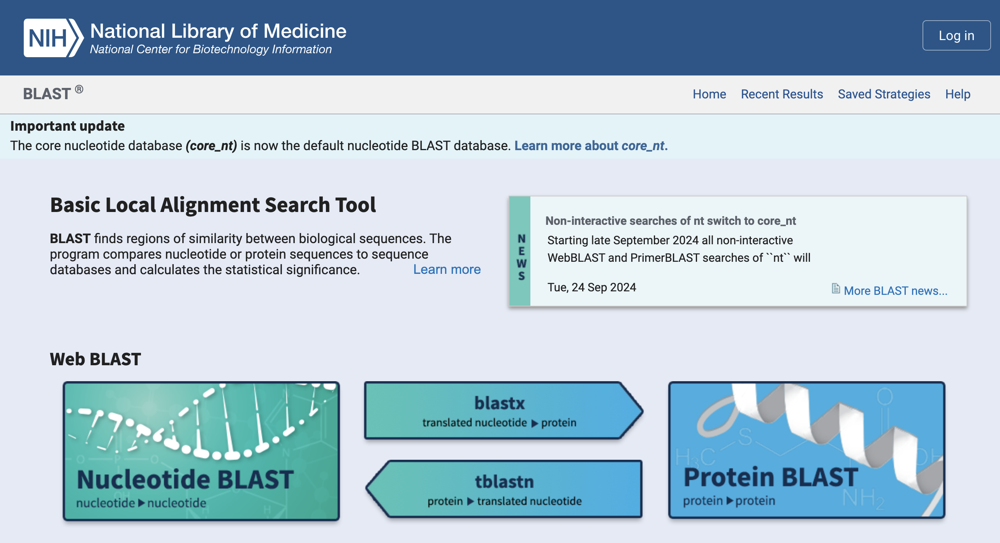 NIH National Library of Medicine
National Center for Biotechnology Information
Log in
BLAST ®
Home Recent Results Saved Strategies Help
Important update
The core nucleotide database (core_nt) is now the default nucleotide BLAST database. Learn more about core_nt.
Basic Local Alignment Search Tool
BLAST finds regions of similarity between biological sequences. The
program compares nucleotide or protein sequences to sequence
databases and calculates the statistical significance. Learn more
NEWS
Non-interactive searches of nt switch to core_nt
Starting late September 2024 all non-interactive
WebBLAST and PrimerBLAST searches of ``nt`` will
Tue, 24 Sep 2024
More BLAST news...
Web BLAST
N
N
O P O
OH
O
H H
Nucleotide BLAST
nucleotide ▶ nucleotide
blastx
translated nucleotide ▶ protein
tblastn
protein ▶ translated nucleotide
O
S
H₃C
OH
NH₂
Protein BLAST
protein ▶ protein